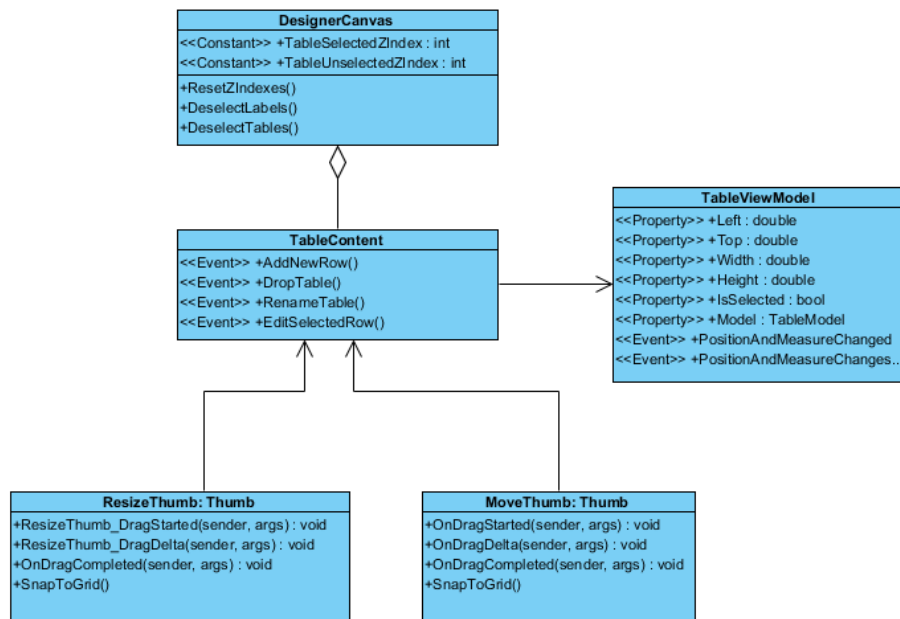 DesignerCanvas
<<Constant>> +TableSelectedZIndex : int
<<Constant>> +TableUnselectedZIndex : int
+ResetZIndexes()
+DeselectLabels()
+DeselectTables()
TableViewModel
<<Property>> +Left : double
<<Property>> +Top : double
<<Property>> +Width : double
<<Property>> +Height : double
<<Property>> +IsSelected : bool
<<Property>> +Model : TableModel
<<Event>> +PositionAndMeasureChanged
<<Event>> +PositionAndMeasureChanges...
TableContent
<<Event>> +AddNewRow()
<<Event>> +DropTable()
<<Event>> +RenameTable()
<<Event>> +EditSelectedRow()
ResizeThumb: Thumb
+ResizeThumb_DragStarted(sender, args) : void
+ResizeThumb_DragDelta(sender, args) : void
+OnDragCompleted(sender, args) : void
+SnapToGrid()
MoveThumb: Thumb
+OnDragStarted(sender, args) : void
+OnDragDelta(sender, args) : void
+OnDragCompleted(sender, args) : void
+SnapToGrid()